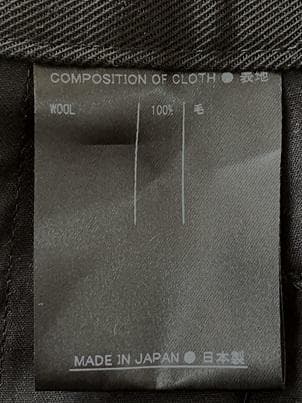 COMPOSITION OF CLOTH ● 表地
WOOL 100% 毛
MADE IN JAPAN ● 日本製